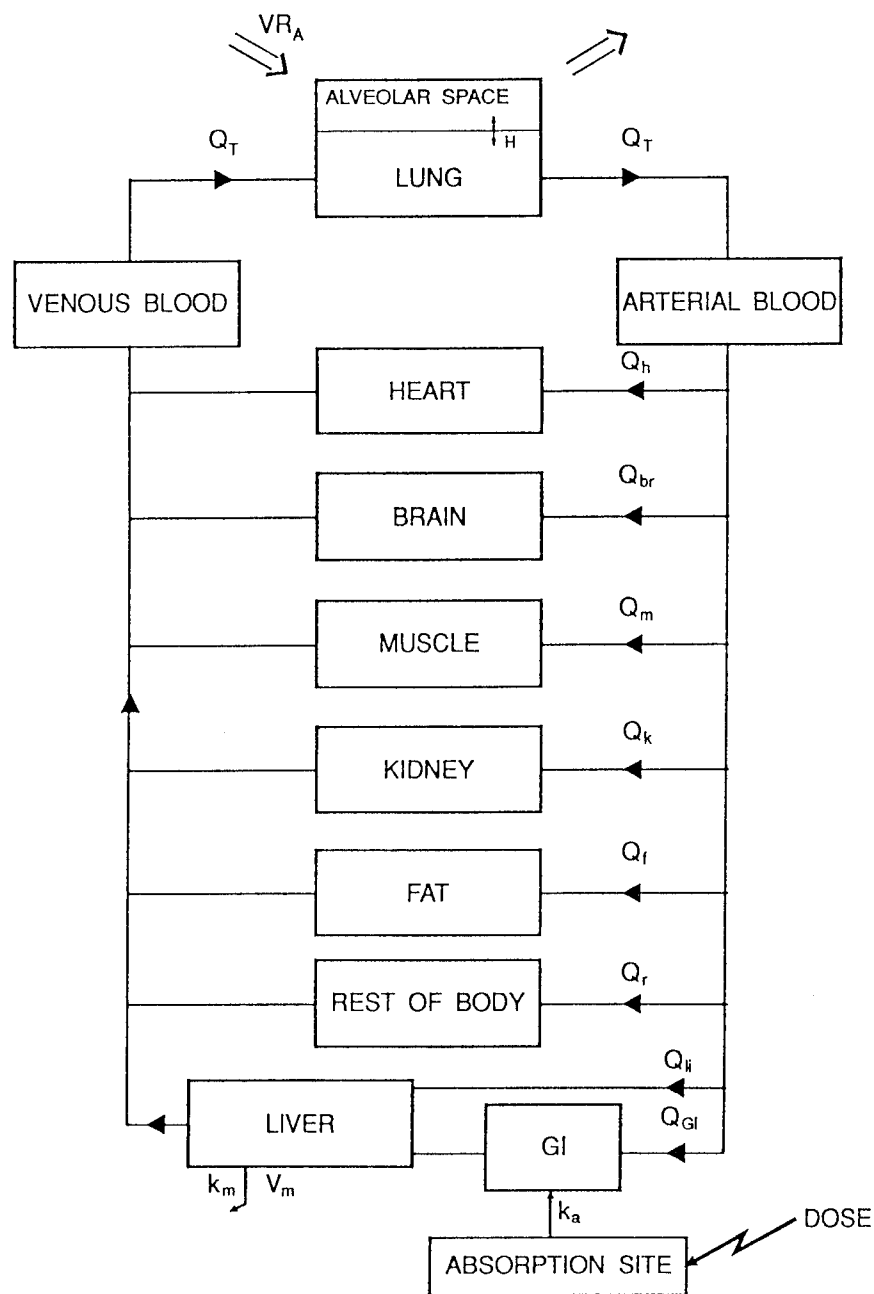 VR_A
ALVEOLAR SPACE
H
Q_T
Q_T
LUNG
VENOUS BLOOD
ARTERIAL BLOOD
Q_h
HEART
Q_br
BRAIN
Q_m
MUSCLE
Q_k
KIDNEY
Q_f
FAT
Q_r
REST OF BODY
Q_li
LIVER
Q_GI
GI
k_m V_m
k_a
DOSE
ABSORPTION SITE